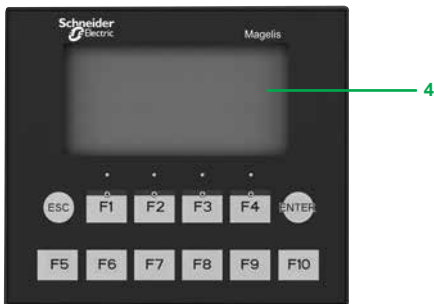 Schneider
Electric
Magelis
4
ESC
F1
F2
F3
F4
ENTER
F5
F6
F7
F8
F9
F10